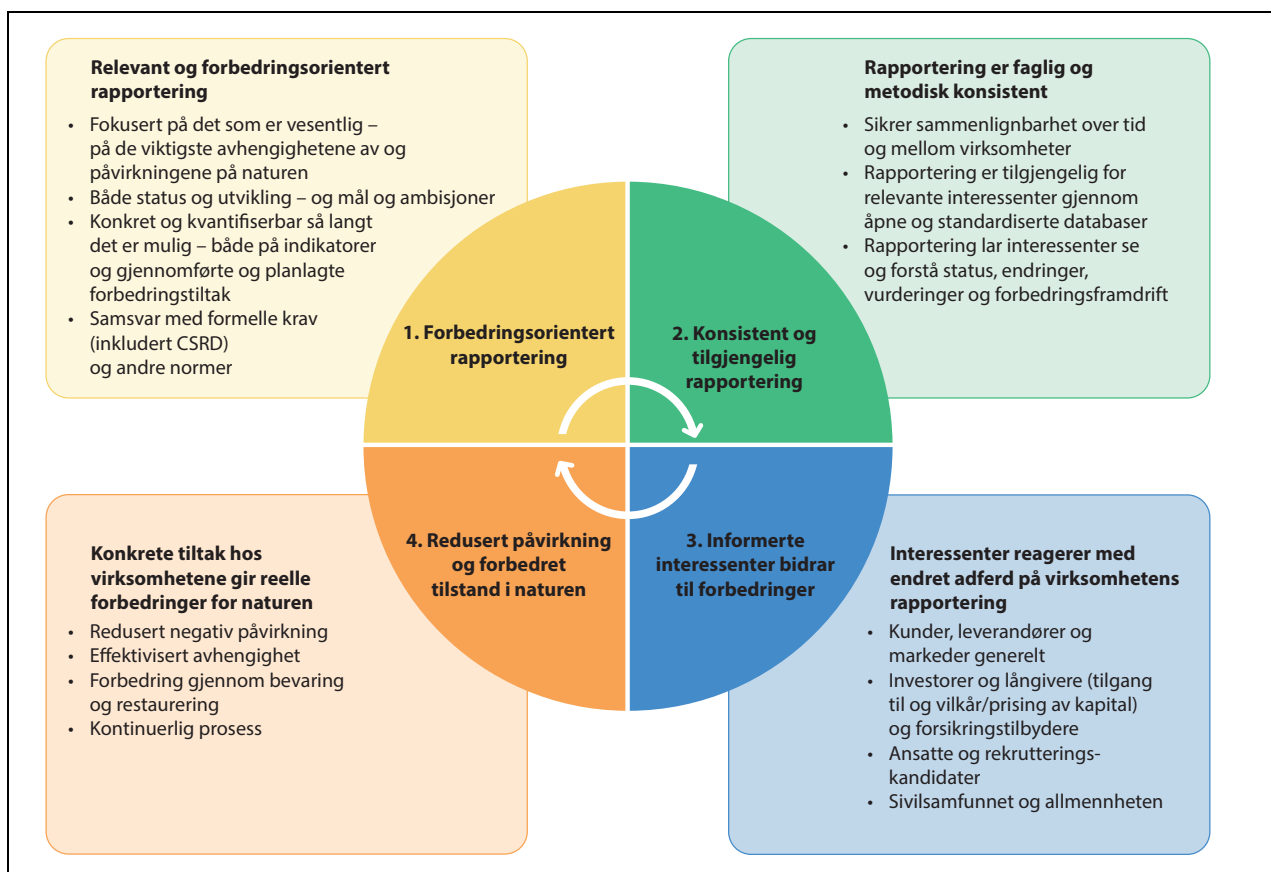 Relevant og forbedringsorientert
rapportering
• Fokusert på det som er vesentlig –
på de viktigste avhengighetene av og
påvirkningene på naturen
• Både status og utvikling – og mål og ambisjoner
• Konkret og kvantifiserbar så langt
det er mulig – både på indikatorer
og gjennomførte og planlagte
forbedringstiltak
• Samsvar med formelle krav
(inkludert CSRD)
og andre normer
Rapportering er faglig og
metodisk konsistent
• Sikrer sammenlignbarhet over tid
og mellom virksomheter
• Rapportering er tilgjengelig for
relevante interessenter gjennom
åpne og standardiserte databaser
• Rapportering lar interessenter se
og forstå status, endringer,
vurderinger og forbedringsframdrift
1. Forbedringsorientert
rapportering
2. Konsistent og
tilgjengelig
rapportering
4. Redusert påvirkning
og forbedret
tilstand i naturen
3. Informerte
interessenter bidrar
til forbedringer
Konkrete tiltak hos
virksomhetene gir reelle
forbedringer for naturen
• Redusert negativ påvirkning
• Effektivisert avhengighet
• Forbedring gjennom bevaring
og restaurering
• Kontinuerlig prosess
Interessenter reagerer med
endret adferd på virksomhetens
rapportering
• Kunder, leverandører og
markeder generelt
• Investorer og långivere (tilgang
til og vilkår/prising av kapital)
og forsikringstilbydere
• Ansatte og rekrutterings-
kandidater
• Sivilsamfunnet og allmennheten